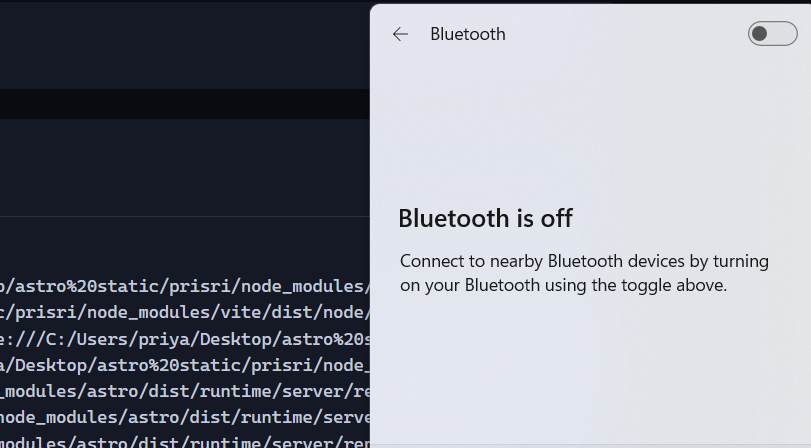 Bluetooth
Bluetooth is off
Connect to nearby Bluetooth devices by turning
on your Bluetooth using the toggle above.
p/astro%20static/prisri/node_modules/
c/prisri/node_modules/vite/dist/node/
e:///C:/Users/priya/Desktop/astro%20s
a/Desktop/astro%20static/prisri/node_
_modules/astro/dist/runtime/server/re
node_modules/astro/dist/runtime/serve
modules/astro/dist/runtime/server/ren